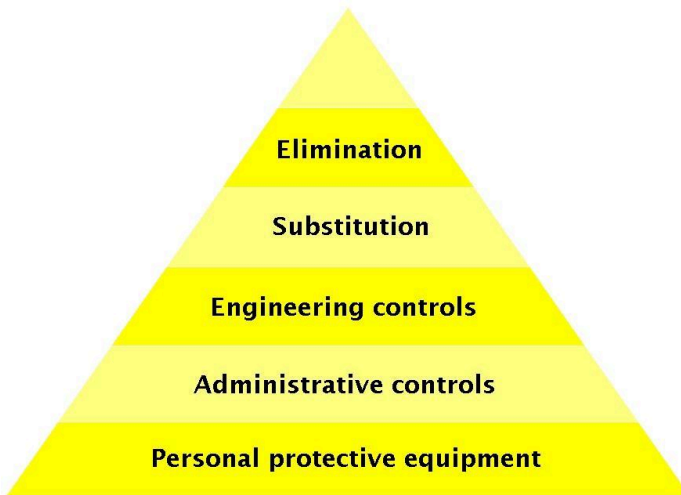 Elimination
Substitution
Engineering controls
Administrative controls
Personal protective equipment